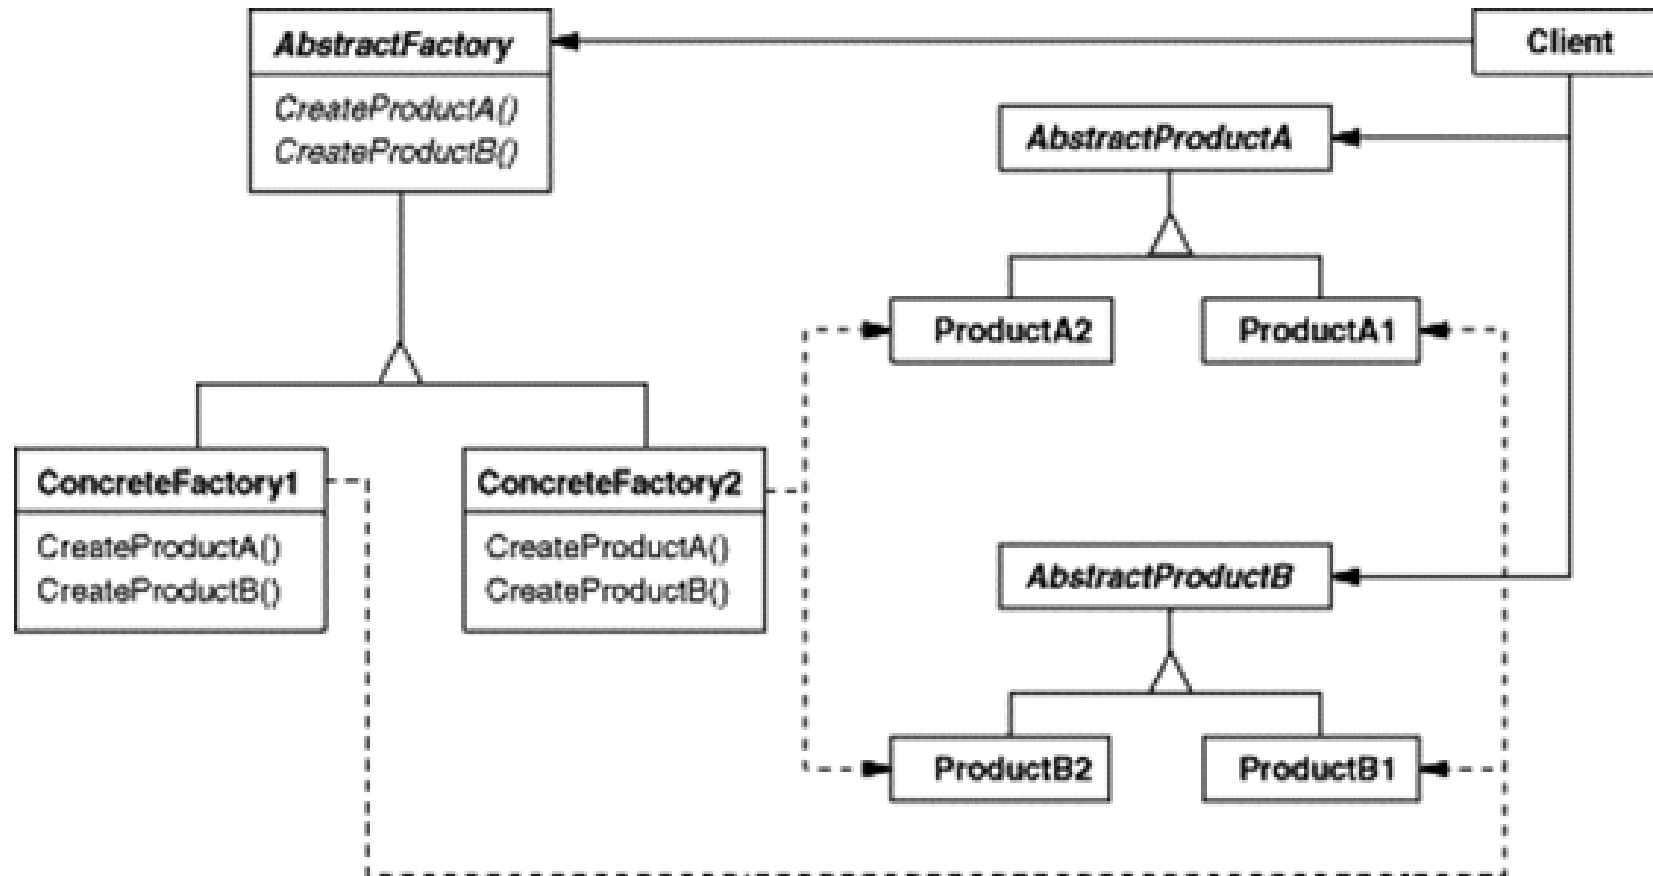 AbstractFactory
CreateProductA()
CreateProductB()
Client
AbstractProductA
ProductA2
ProductA1
ConcreteFactory1
CreateProductA()
CreateProductB()
ConcreteFactory2
CreateProductA()
CreateProductB()
AbstractProductB
ProductB2
ProductB1